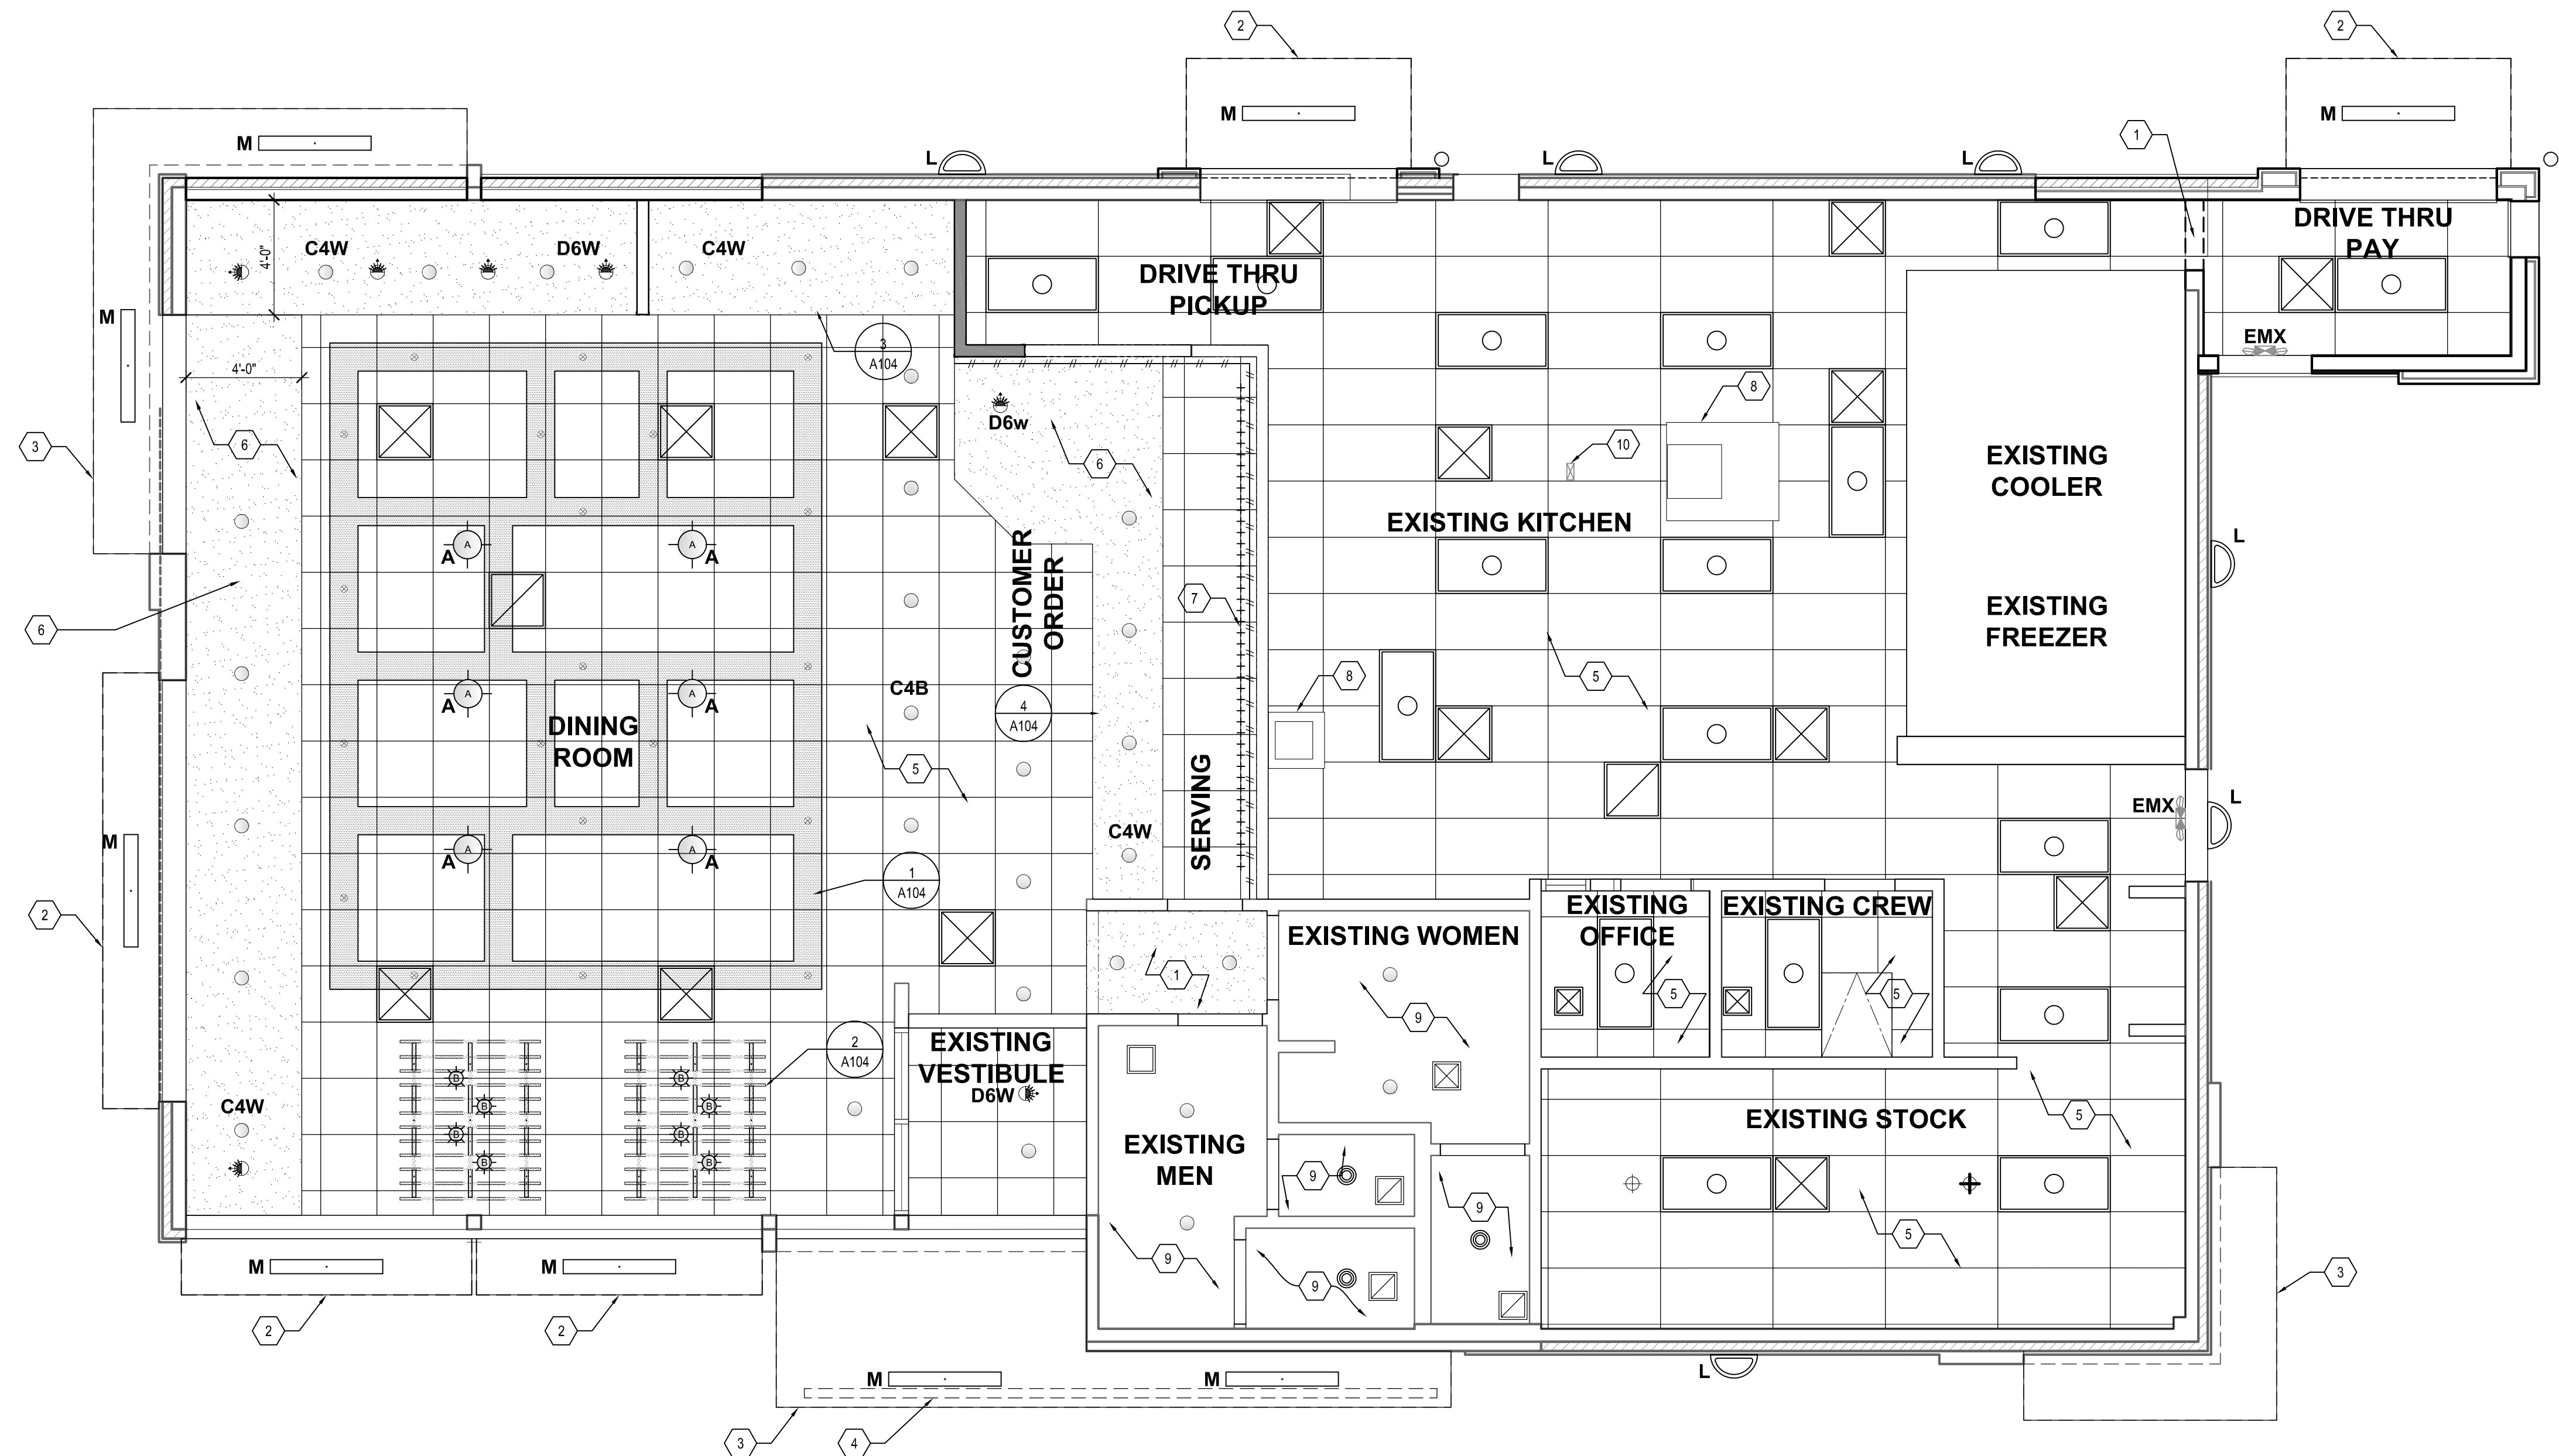 2
2
M
M
1
M
L
L
L
DRIVE THRU
PAY
C4W
D6W
C4W
4'-0"
DRIVE THRU
PICKUP
M
EMX
3
A104
4'-0"
8
D6w
3
6
6
10
EXISTING
COOLER
EXISTING KITCHEN
L
A
A
A
A
CUSTOMER
ORDER
7
EXISTING
FREEZER
6
8
5
C4B
A
A
A
A
4
A104
DINING
ROOM
5
SERVING
EMX
L
M
C4W
A
A
A
A
1
A104
2
EXISTING
OFFICE
EXISTING CREW
EXISTING WOMEN
1
5
5
9
2
A104
EXISTING
VESTIBULE
D6W
B
B
B
B
B
B
B
B
C4W
EXISTING STOCK
5
EXISTING
MEN
9
9
5
9
9
M
M
2
2
3
L
M
M
3
4